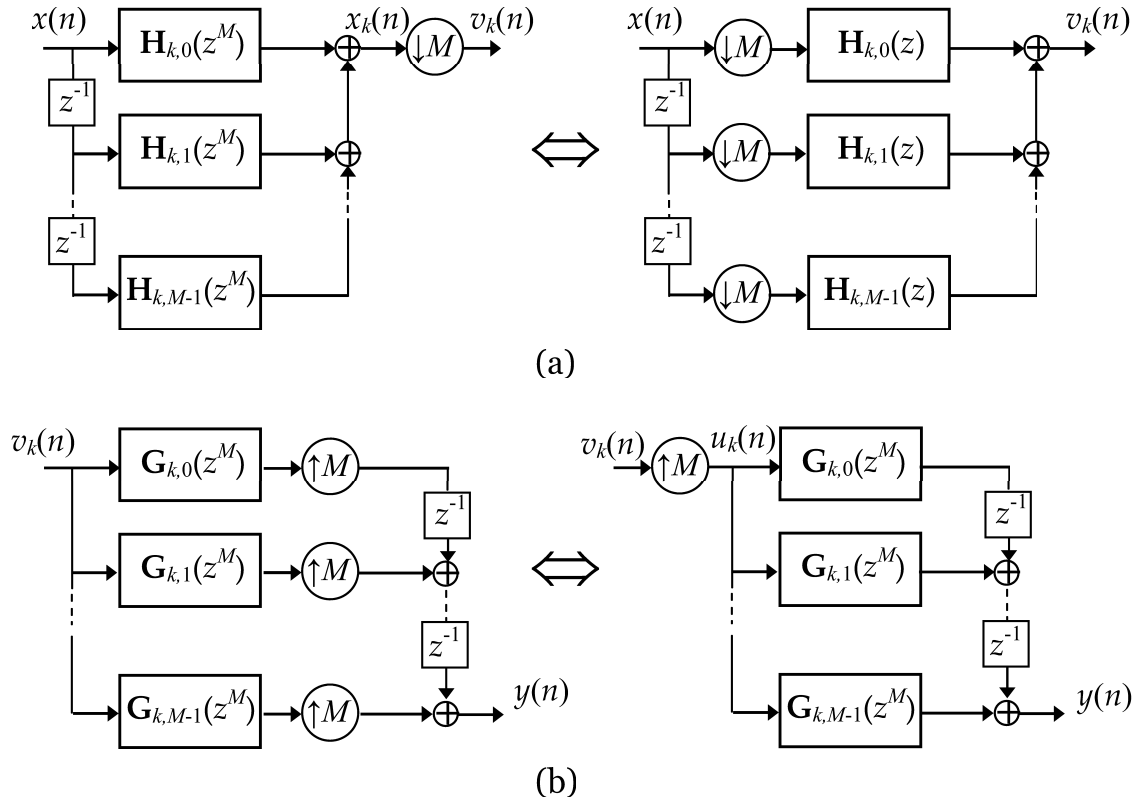 x(n) H_{k,0}(z^M) x_k(n) ↓M v_k(n)
z^{-1}
H_{k,1}(z^M)
z^{-1}
H_{k,M-1}(z^M)
x(n) ↓M H_{k,0}(z) v_k(n)
z^{-1}
↓M H_{k,1}(z)
z^{-1}
↓M H_{k,M-1}(z)
(a)
v_k(n) G_{k,0}(z^M) ↑M
z^{-1}
G_{k,1}(z^M) ↑M
z^{-1}
G_{k,M-1}(z^M) ↑M y(n)
v_k(n) ↑M u_k(n) G_{k,0}(z^M)
z^{-1}
G_{k,1}(z^M)
z^{-1}
G_{k,M-1}(z^M) y(n)
(b)